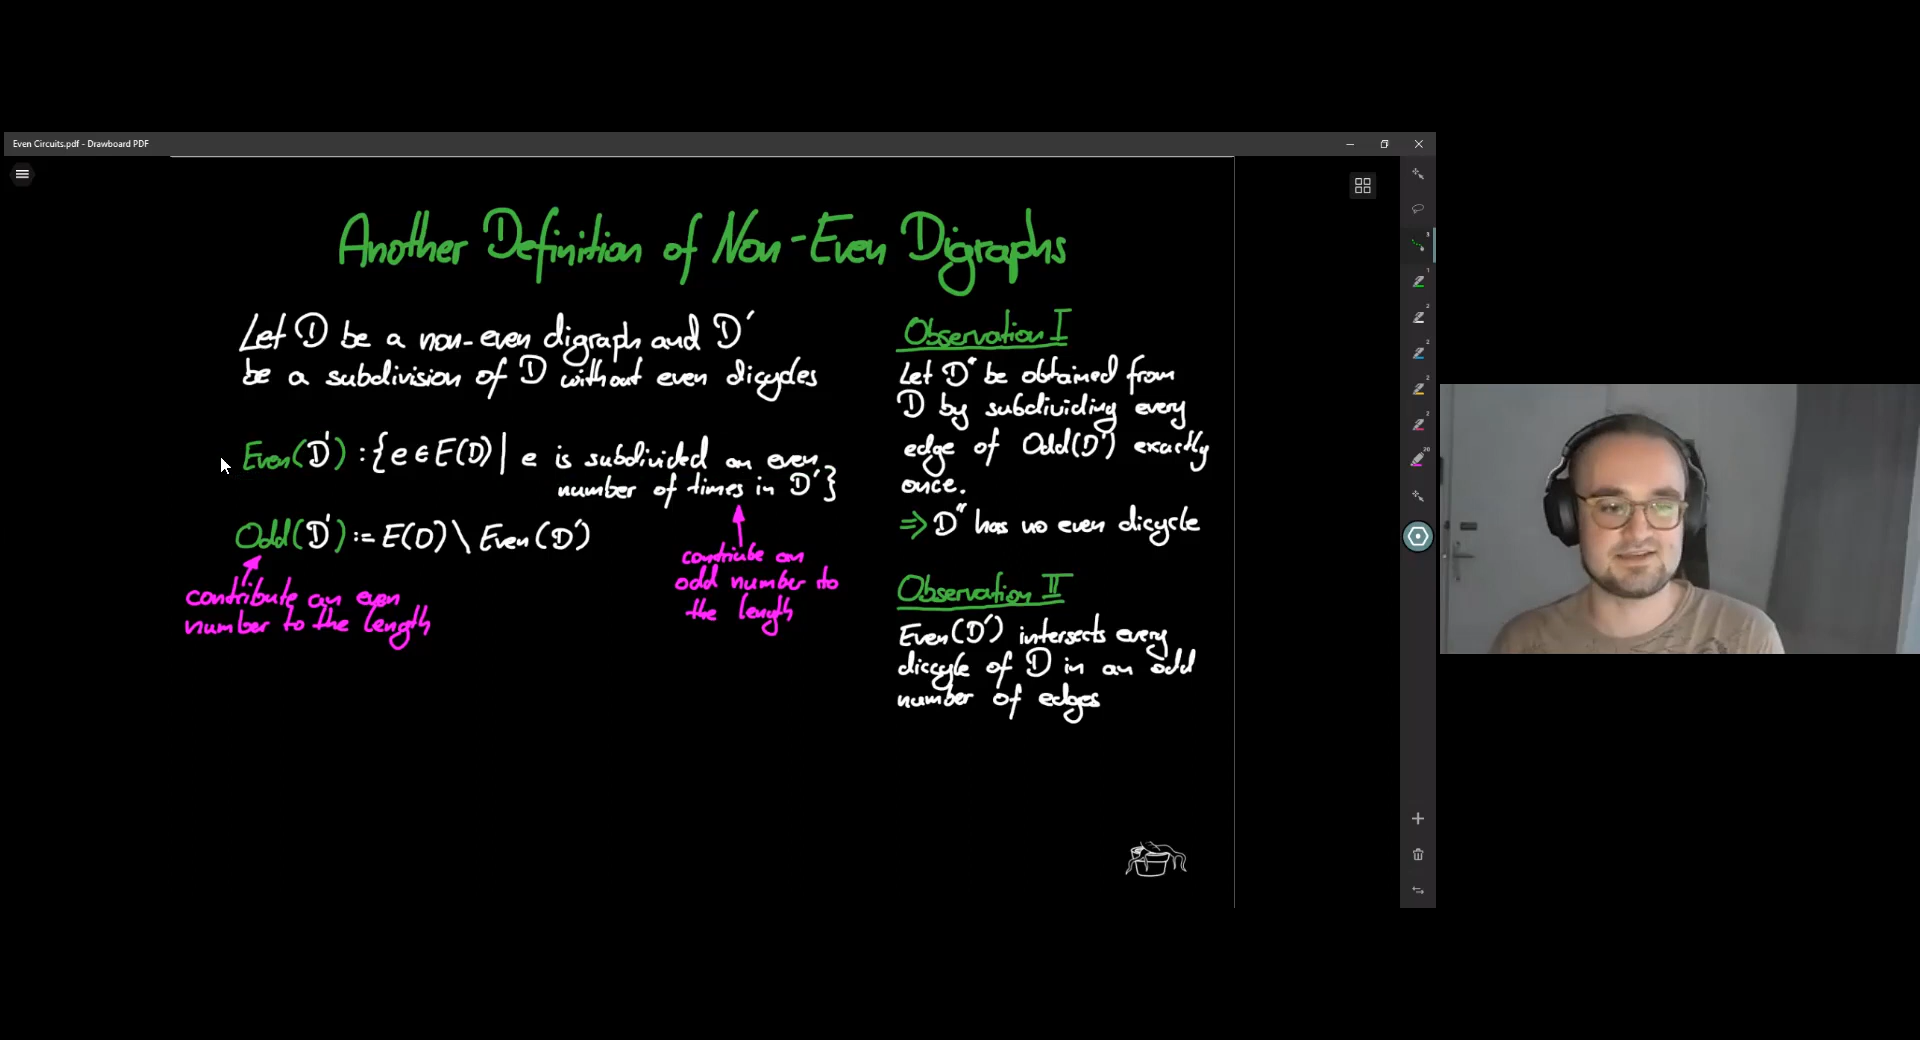 Even Circuits.pdf - Drawboard PDF
Another Definition of Non-Even Digraphs
Let D be a non-even digraph and D'
be a subdivision of D without even dicycles
Even(D') :{e ∈ E(D)| e is subdivided an even
number of times in D'}
Odd(D') := E(D) \ Even(D')
contribute an even
number to the length
contriube an
odd number to
the length
Observation I
Let D'' be obtained from
D by subdividing every
edge of Odd(D') exactly
once.
⇒ D'' has no even dicycle
Observation II
Even(D') intersects every
diccyle of D in an odd
number of edges